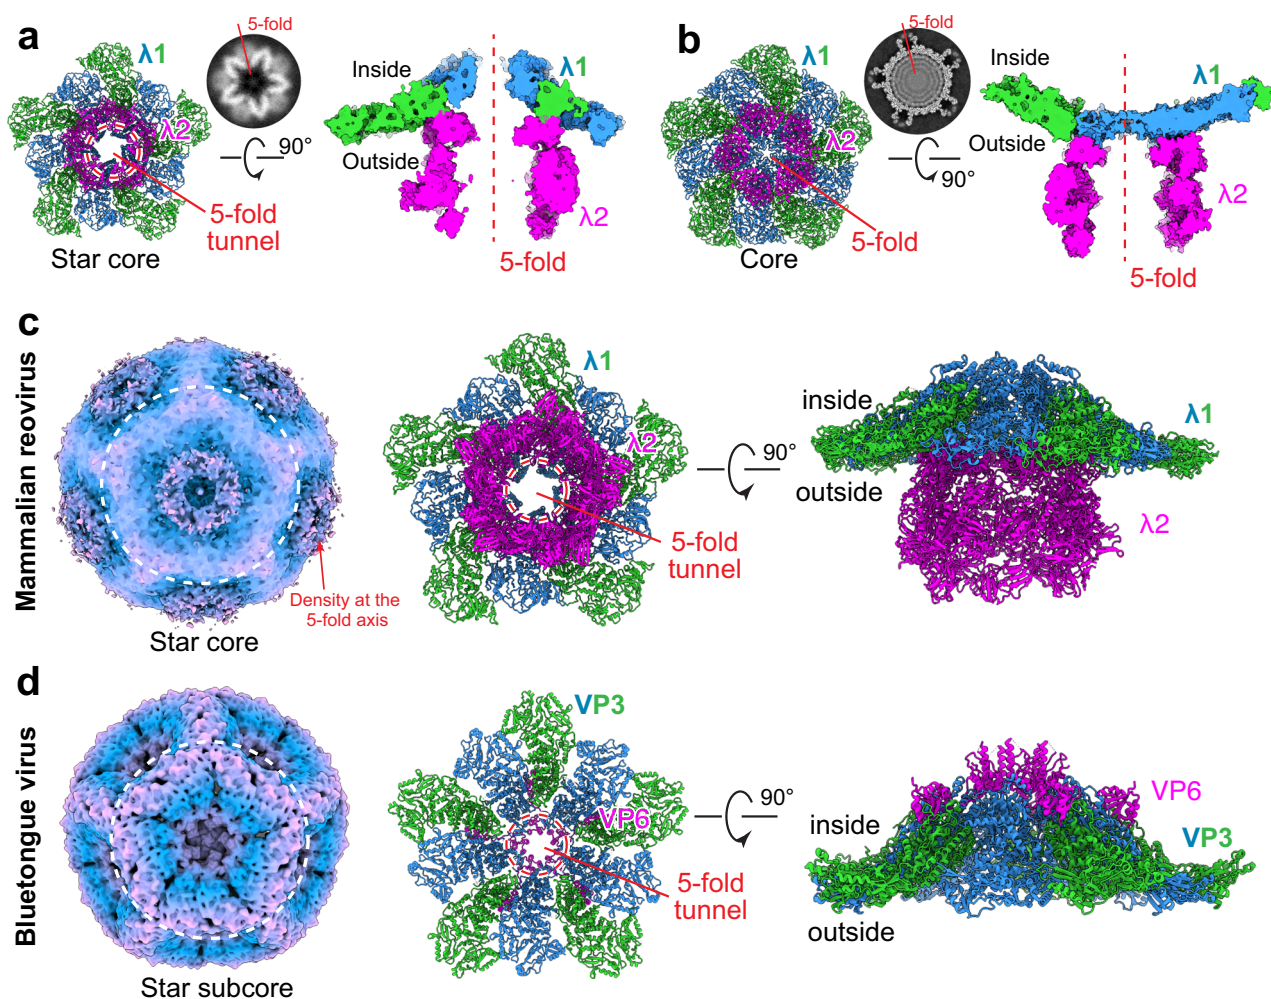 a
5-fold
λ1
λ2
90°
5-fold
tunnel
Star core
Inside
λ1
Outside
λ2
5-fold
b
5-fold
λ1
λ2
90°
5-fold
Core
Inside
λ1
Outside
λ2
5-fold
c
Mammalian reovirus
Density at the
5-fold axis
Star core
λ1
λ2
5-fold
tunnel
90°
inside
λ1
outside
λ2
d
Bluetongue virus
Star subcore
VP3
VP6
5-fold
tunnel
90°
VP6
inside
VP3
outside